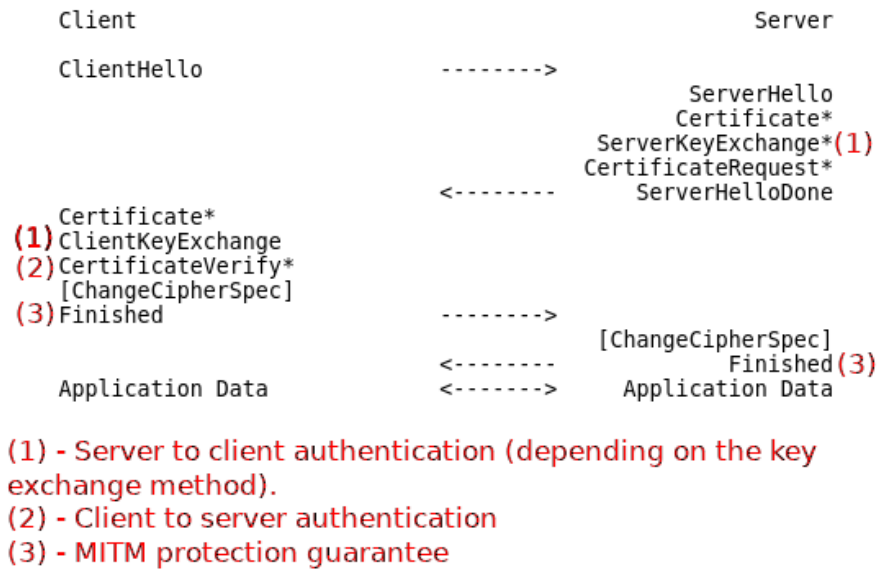 Client Server
ClientHello -------->
ServerHello
Certificate*
ServerKeyExchange*(1)
CertificateRequest*
<-------- ServerHelloDone
Certificate*
(1) ClientKeyExchange
(2) CertificateVerify*
[ChangeCipherSpec]
(3) Finished -------->
[ChangeCipherSpec]
<-------- Finished (3)
Application Data <-------> Application Data
(1) - Server to client authentication (depending on the key
exchange method).
(2) - Client to server authentication
(3) - MITM protection guarantee